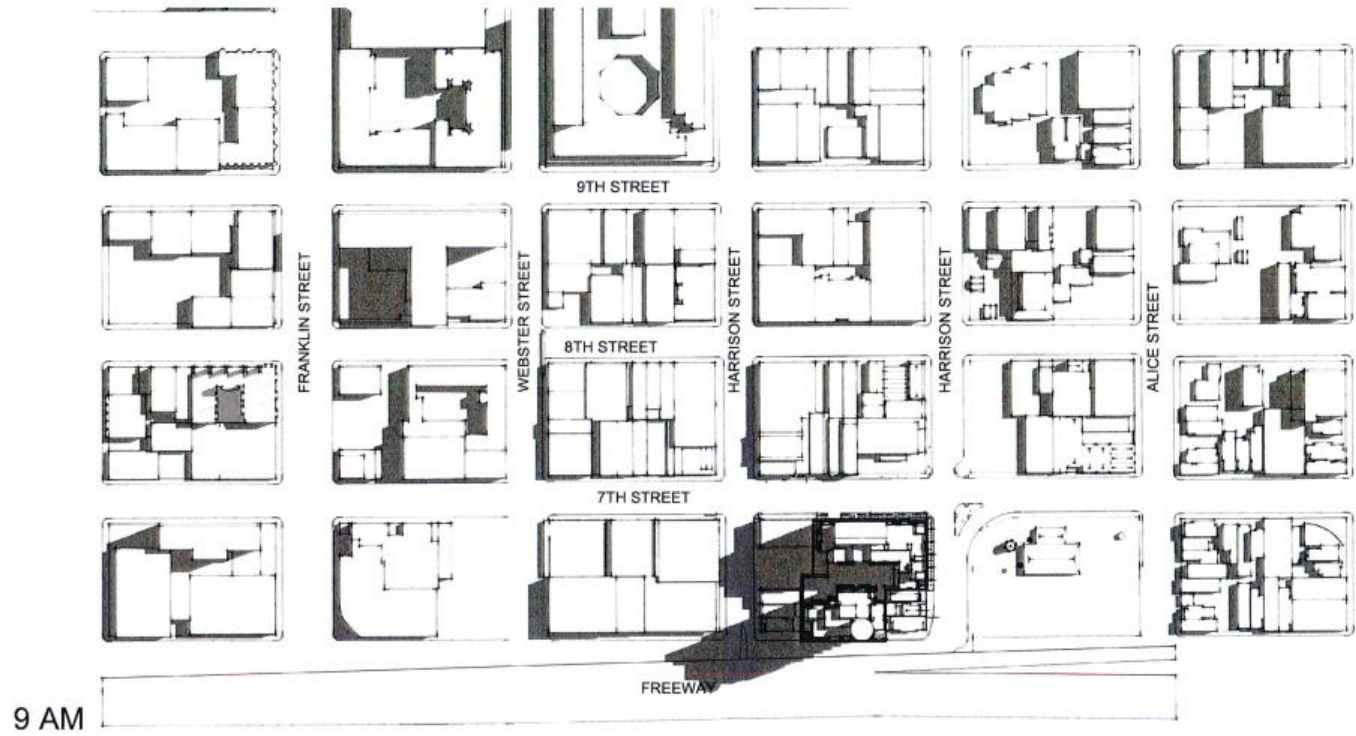 9TH STREET
FRANKLIN STREET
WEBSTER STREET
HARRISON STREET
HARRISON STREET
ALICE STREET
8TH STREET
7TH STREET
FREEWAY
9 AM